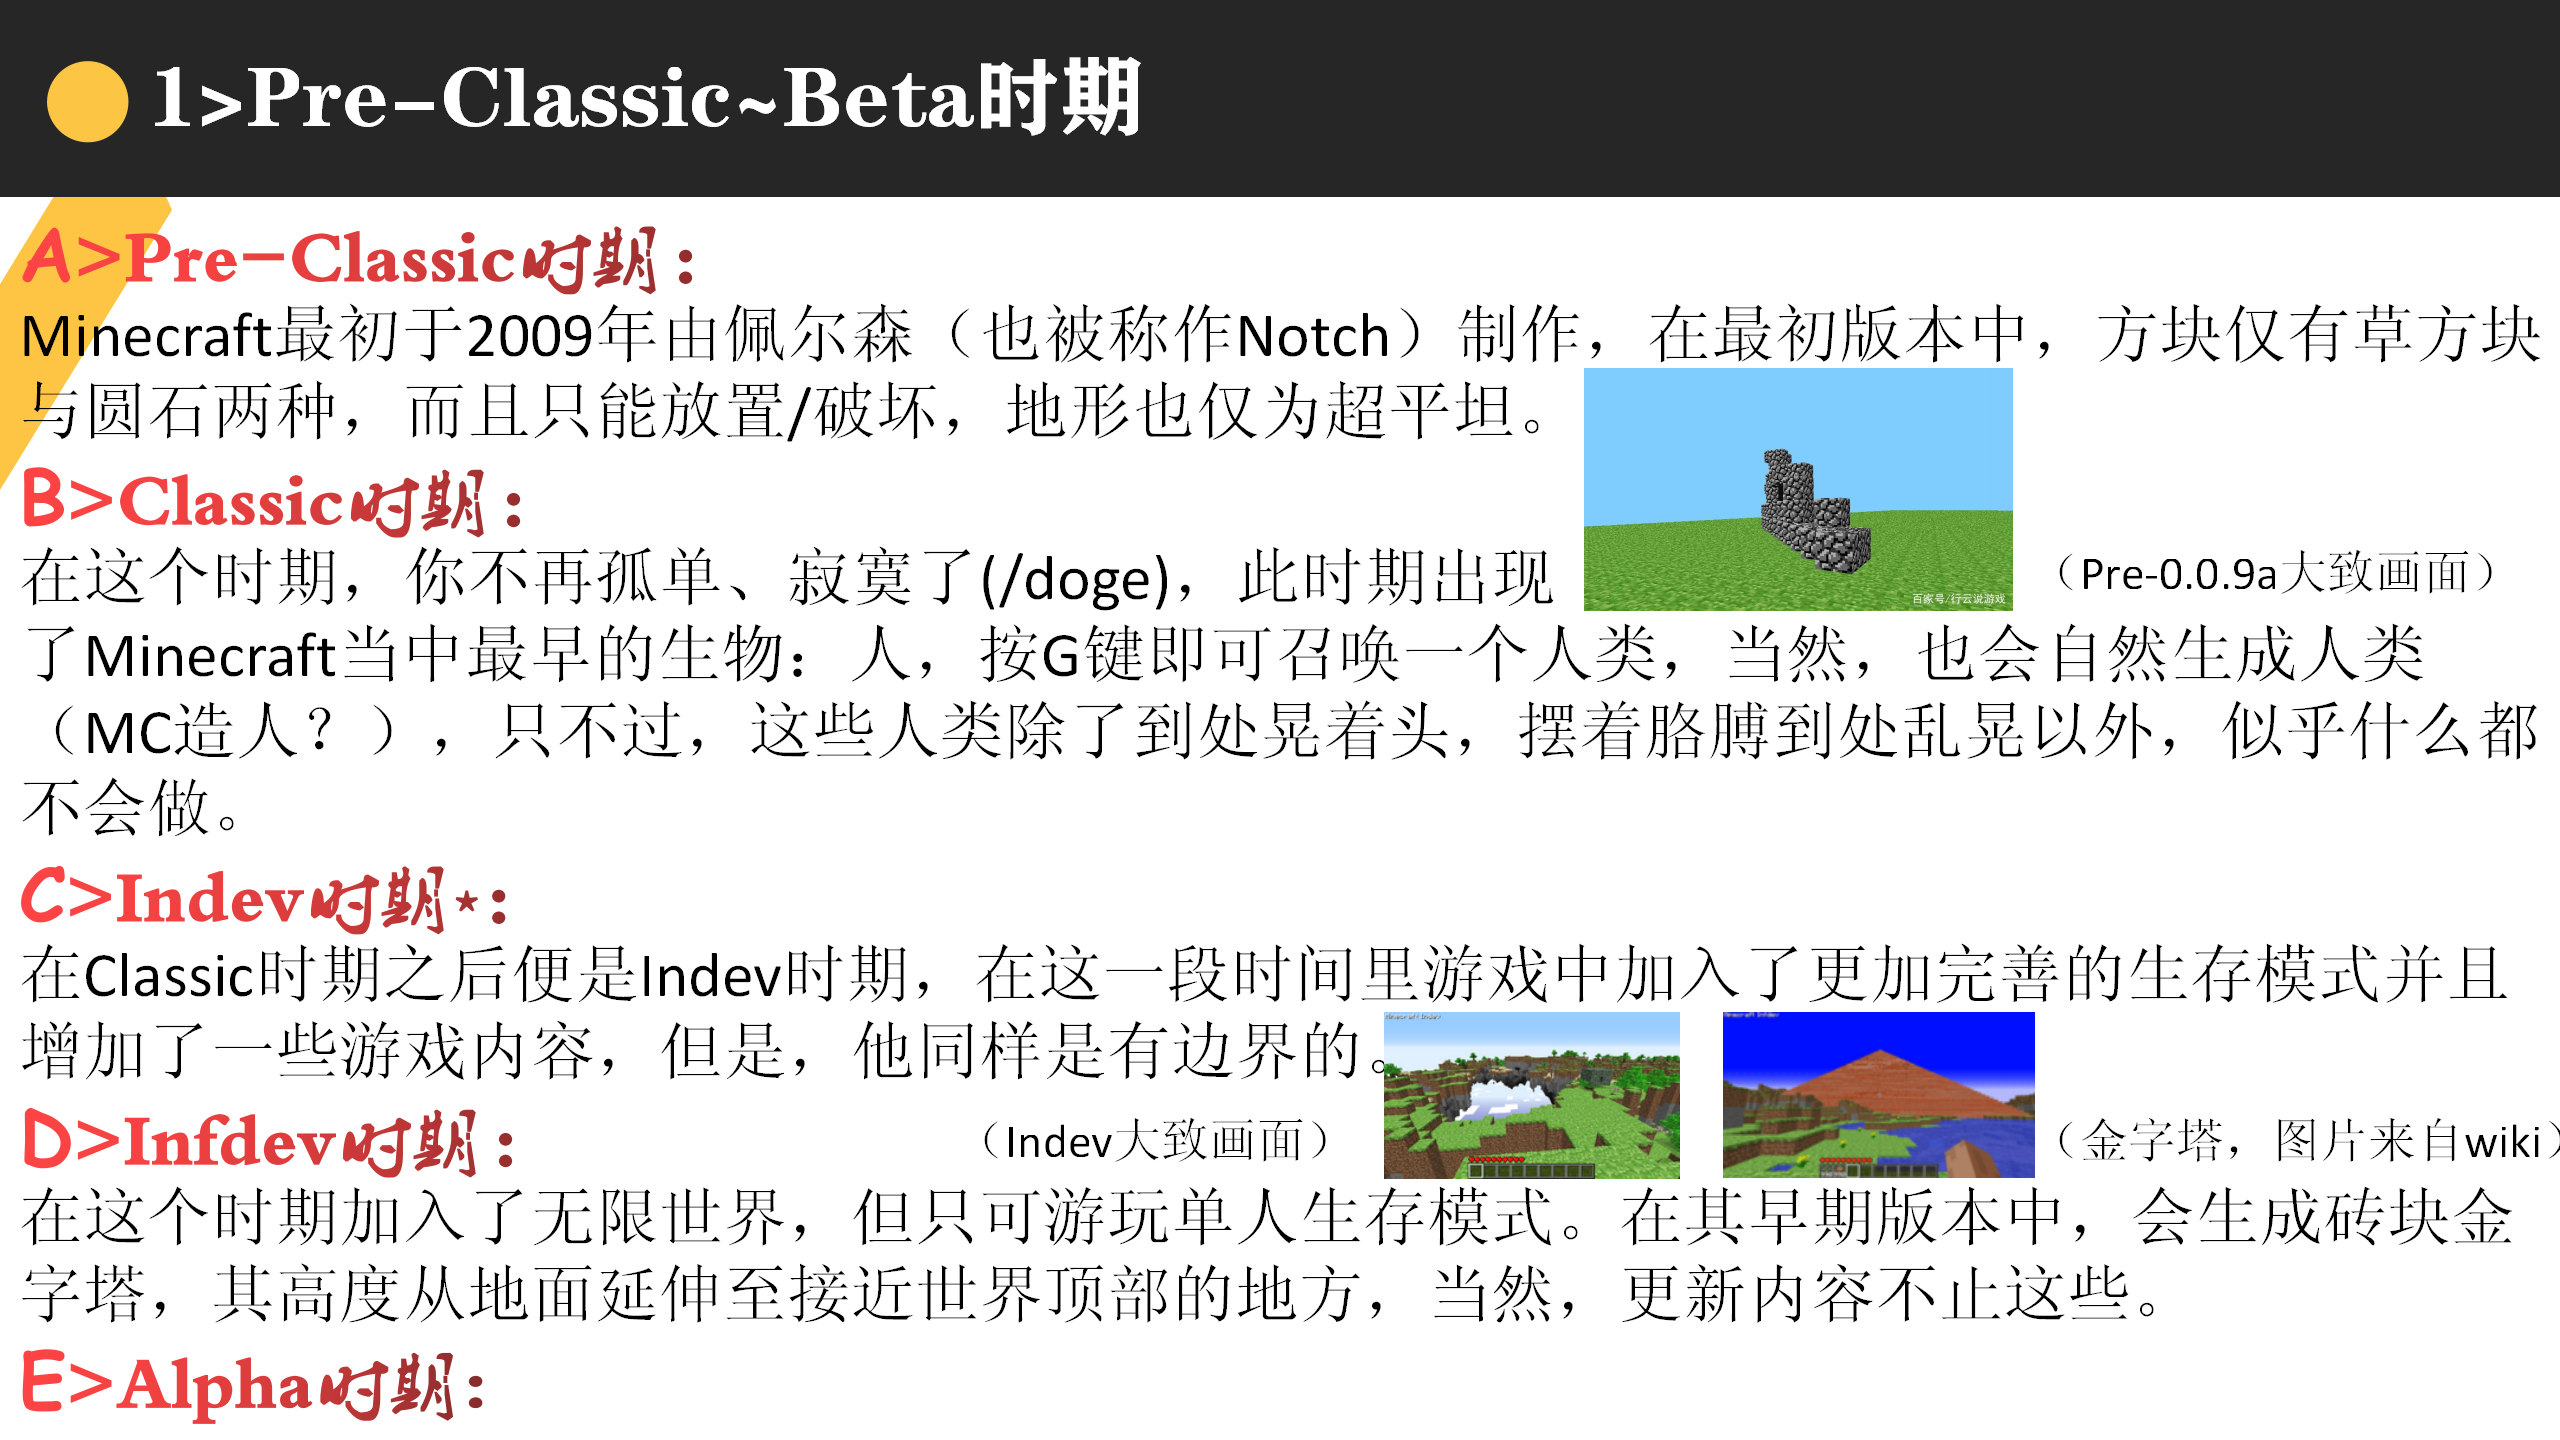 1>Pre-Classic~Beta时期
A>Pre-Classic时期：
Minecraft最初于2009年由佩尔森（也被称作Notch）制作，在最初版本中，方块仅有草方块
与圆石两种，而且只能放置/破坏，地形也仅为超平坦。
百家号/行云说游戏
（Pre-0.0.9a大致画面）
B>Classic时期：
在这个时期，你不再孤单、寂寞了(/doge)，此时期出现
了Minecraft当中最早的生物：人，按G键即可召唤一个人类，当然，也会自然生成人类
（MC造人？），只不过，这些人类除了到处晃着头，摆着胳膊到处乱晃以外，似乎什么都
不会做。
C>Indev时期*：
在Classic时期之后便是Indev时期，在这一段时间里游戏中加入了更加完善的生存模式并且
增加了一些游戏内容，但是，他同样是有边界的。
Minecraft Indev
Minecraft Infdev
D>Infdev时期：
（Indev大致画面）
（金字塔，图片来自wiki）
在这个时期加入了无限世界，但只可游玩单人生存模式。在其早期版本中，会生成砖块金
字塔，其高度从地面延伸至接近世界顶部的地方，当然，更新内容不止这些。
E>Alpha时期：